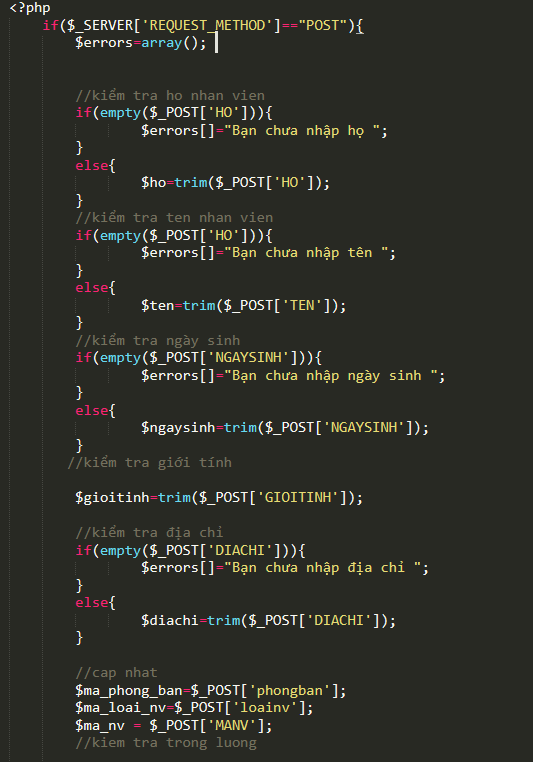 <?php
if($_SERVER['REQUEST_METHOD']=="POST"){
$errors=array();
//kiểm tra ho nhan vien
if(empty($_POST['HO'])){
$errors[]="Bạn chưa nhập họ ";
}
else{
$ho=trim($_POST['HO']);
}
//kiểm tra ten nhan vien
if(empty($_POST['HO'])){
$errors[]="Bạn chưa nhập tên ";
}
else{
$ten=trim($_POST['TEN']);
}
//kiểm tra ngày sinh
if(empty($_POST['NGAYSINH'])){
$errors[]="Bạn chưa nhập ngày sinh ";
}
else{
$ngaysinh=trim($_POST['NGAYSINH']);
}
//kiểm tra giới tính
$gioitinh=trim($_POST['GIOITINH']);
//kiểm tra địa chỉ
if(empty($_POST['DIACHI'])){
$errors[]="Bạn chưa nhập địa chỉ ";
}
else{
$diachi=trim($_POST['DIACHI']);
}
//cap nhat
$ma_phong_ban=$_POST['phongban'];
$ma_loai_nv=$_POST['loainv'];
$ma_nv = $_POST['MANV'];
//kiem tra trong luong